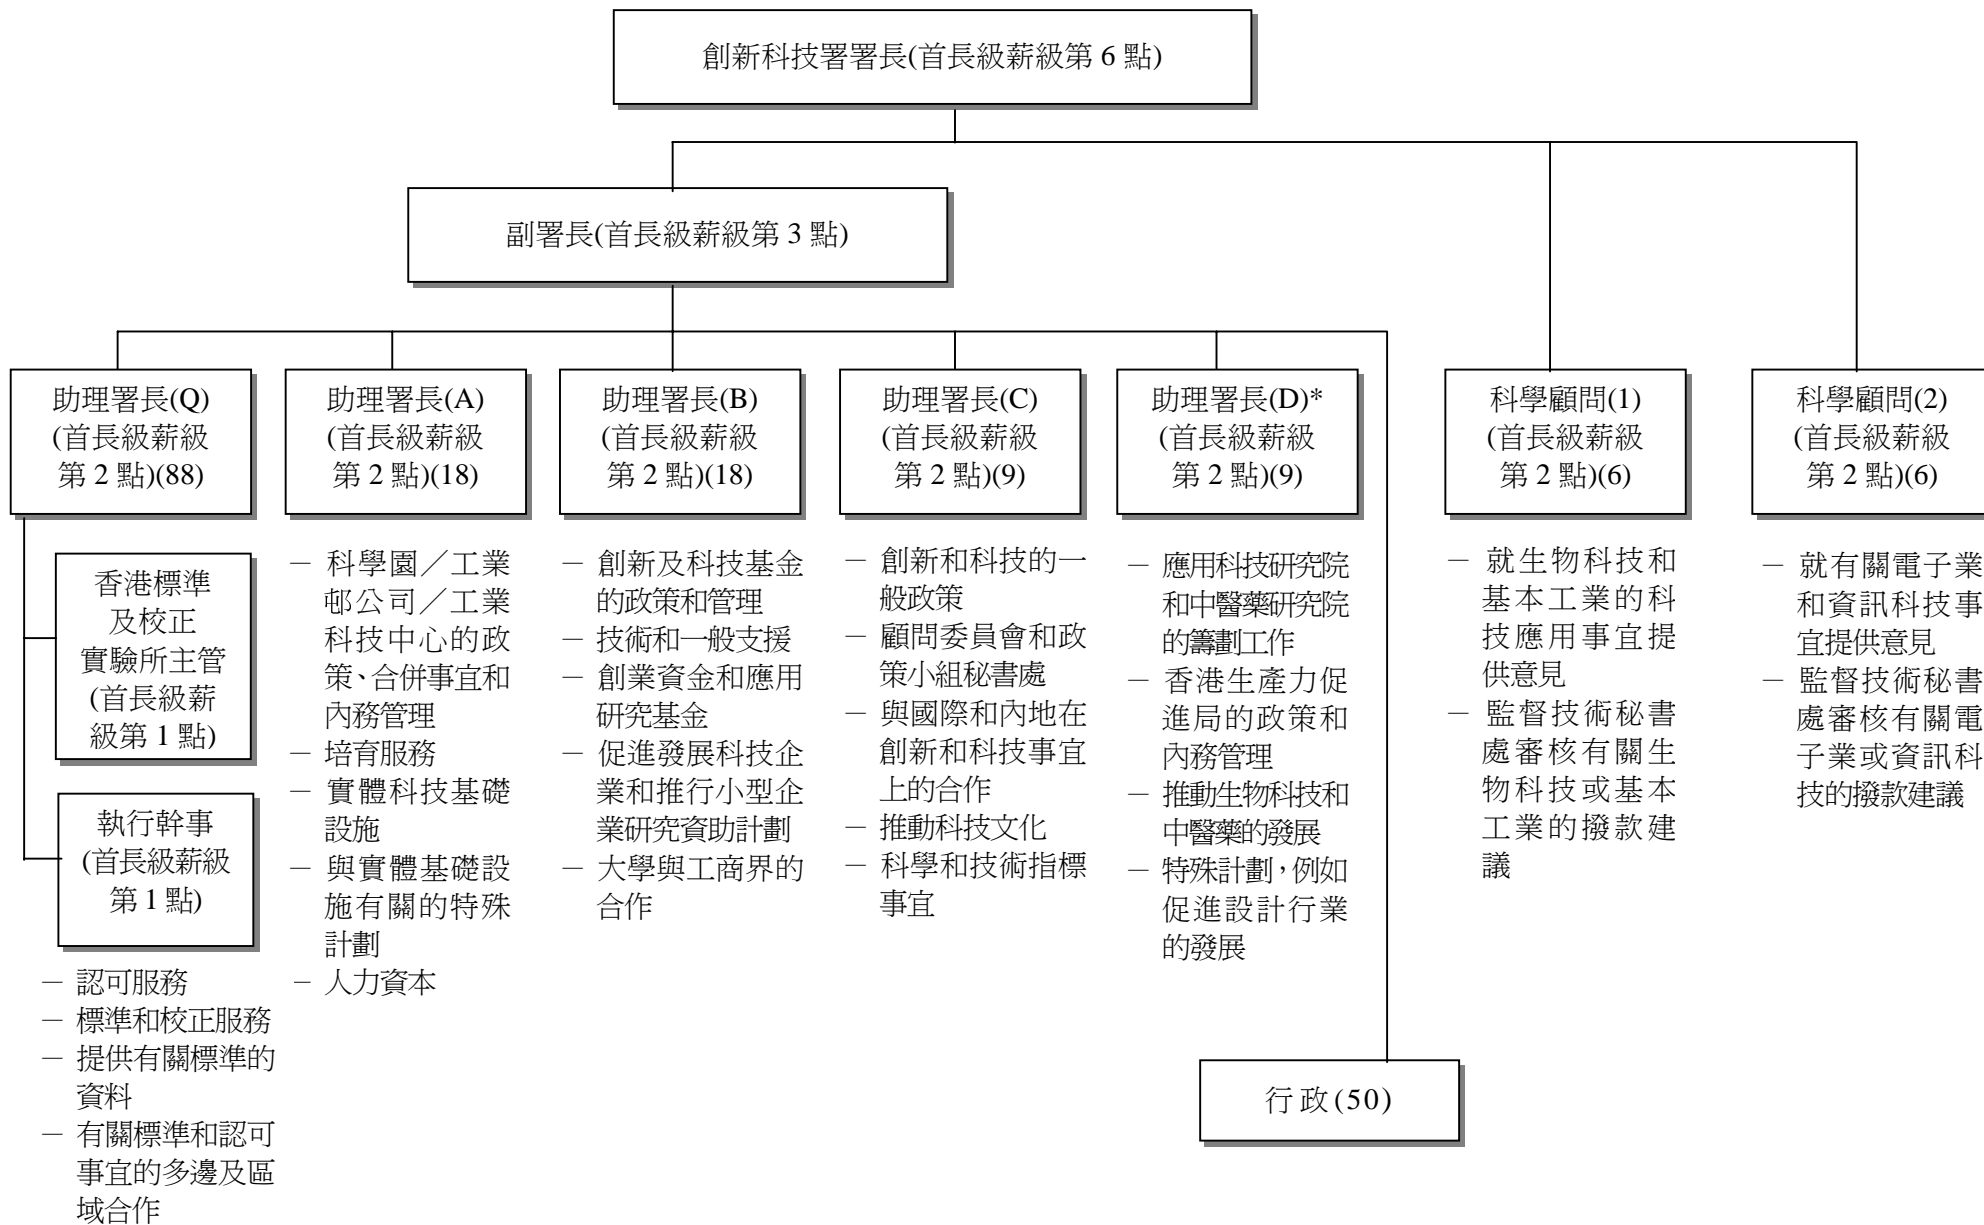 創新科技署署長(首長級薪級第 6 點)
副署長(首長級薪級第 3 點)
助理署長(Q)
(首長級薪級
第 2 點)(88)
助理署長(A)
(首長級薪級
第 2 點)(18)
助理署長(B)
(首長級薪級
第 2 點)(18)
助理署長(C)
(首長級薪級
第 2 點)(9)
助理署長(D)*
(首長級薪級
第 2 點)(9)
科學顧問(1)
(首長級薪級
第 2 點)(6)
科學顧問(2)
(首長級薪級
第 2 點)(6)
香港標準
及校正
實驗所主管
(首長級薪
級第 1 點)
執行幹事
(首長級薪級
第 1 點)
－ 認可服務
－ 標準和校正服務
－ 提供有關標準的
資料
－ 有關標準和認可
事宜的多邊及區
域合作
－ 科學園／工業
邨公司／工業
科技中心的政
策、合併事宜和
內務管理
－ 培育服務
－ 實體科技基礎
設施
－ 與實體基礎設
施有關的特殊
計劃
－ 人力資本
－ 創新及科技基金
的政策和管理
－ 技術和一般支援
－ 創業資金和應用
研究基金
－ 促進發展科技企
業和推行小型企
業研究資助計劃
－ 大學與工商界的
合作
－ 創新和科技的一
般政策
－ 顧問委員會和政
策小組秘書處
－ 與國際和內地在
創新和科技事宜
上的合作
－ 推動科技文化
－ 科學和技術指標
事宜
－ 應用科技研究院
和中醫藥研究院
的籌劃工作
－ 香港生產力促
進局的政策和
內務管理
－ 推動生物科技和
中醫藥的發展
－ 特殊計劃，例如
促進設計行業
的發展
－ 就生物科技和
基本工業的科
技應用事宜提
供意見
－ 監督技術秘書
處審核有關生
物科技或基本
工業的撥款建
議
－ 就有關電子業
和資訊科技事
宜提供意見
－ 監督技術秘書
處審核有關電
子業或資訊科
技的撥款建議
行政(50)